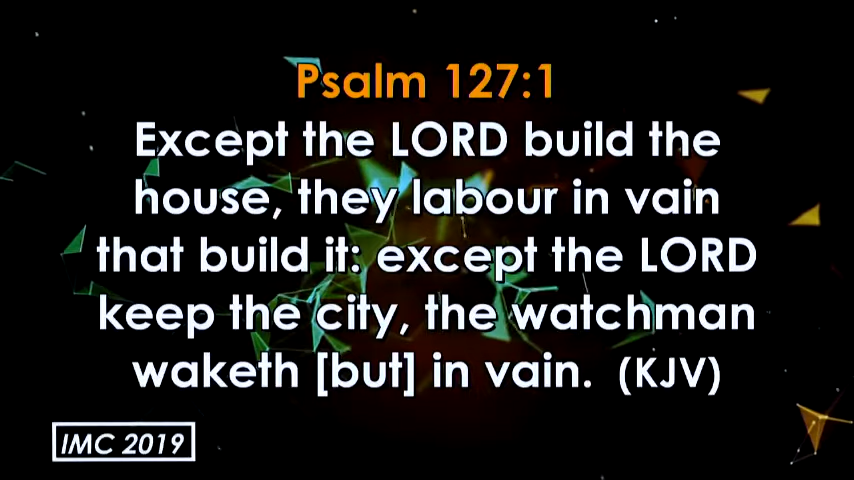 Psalm 127:1
Except the LORD build the
house, they labour in vain
that build it: except the LORD
keep the city, the watchman
waketh [but] in vain. (KJV)
IMC 2019